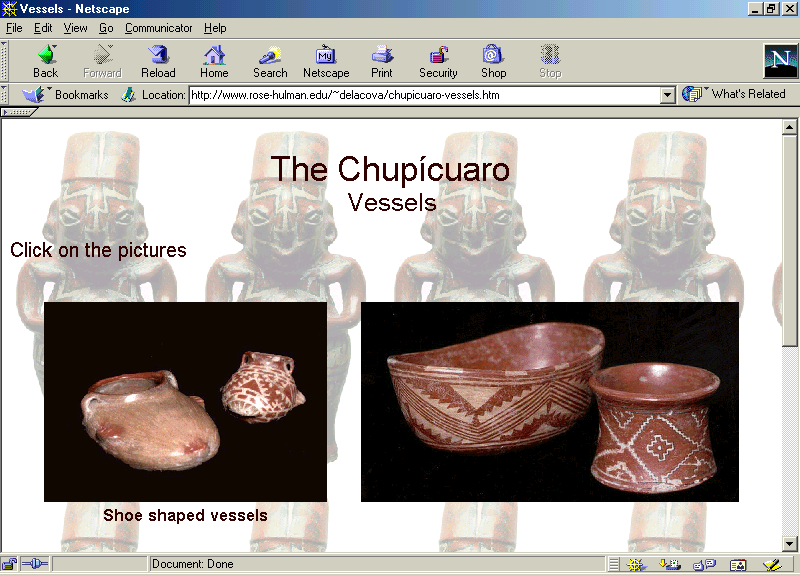 Vessels - Netscape
File Edit View Go Communicator Help
Back Forward Reload Home Search Netscape Print Security Shop Stop
My
N
Bookmarks Location: http://www.rose-hulman.edu/~delacova/chupicuaro-vessels.htm What's Related
The Chupícuaro
Vessels
Click on the pictures
Shoe shaped vessels
Document: Done